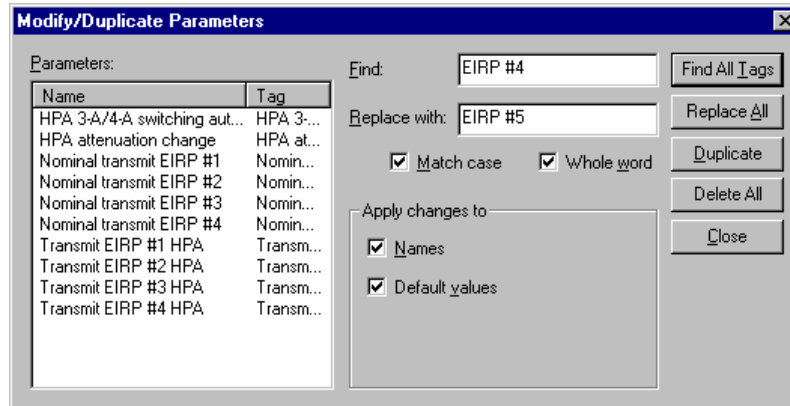 Modify/Duplicate Parameters
Parameters:
Name Tag
HPA 3-A/4-A switching aut... HPA 3-...
HPA attenuation change HPA at...
Nominal transmit EIRP #1 Nomin...
Nominal transmit EIRP #2 Nomin...
Nominal transmit EIRP #3 Nomin...
Nominal transmit EIRP #4 Nomin...
Transmit EIRP #1 HPA Transm...
Transmit EIRP #2 HPA Transm...
Transmit EIRP #3 HPA Transm...
Transmit EIRP #4 HPA Transm...
Find: EIRP #4
Replace with: EIRP #5
Match case Whole word
Apply changes to
Names
Default values
Find All Tags
Replace All
Duplicate
Delete All
Close